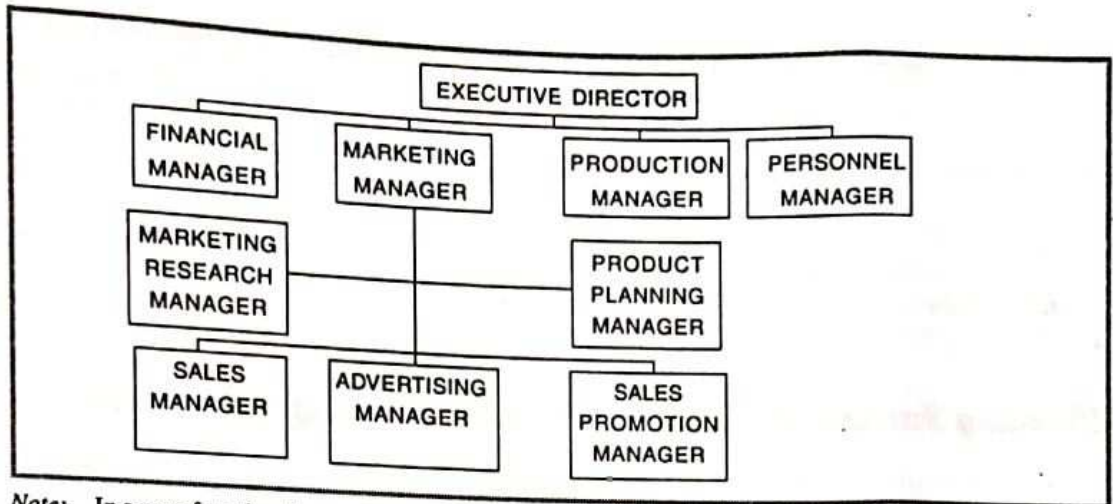 EXECUTIVE DIRECTOR
FINANCIAL
MANAGER
MARKETING
MANAGER
PRODUCTION
MANAGER
PERSONNEL
MANAGER
MARKETING
RESEARCH
MANAGER
PRODUCT
PLANNING
MANAGER
SALES
MANAGER
ADVERTISING
MANAGER
SALES
PROMOTION
MANAGER
Note: In